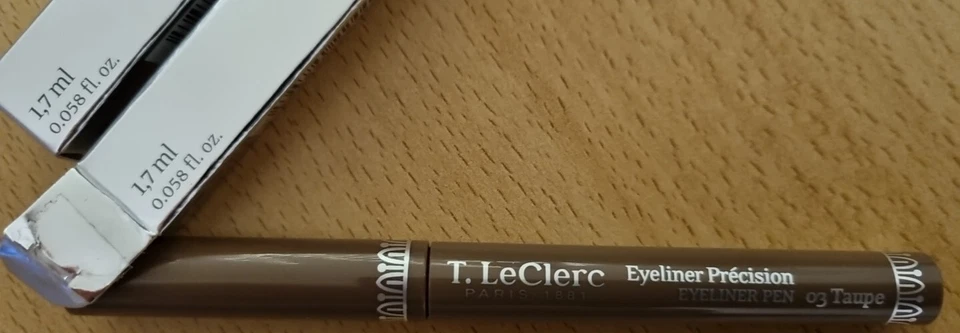 1,7 ml
0.058 fl. oz.
1,7 ml
0.058 fl. oz.
T. LeClerc
PARIS 1881
Eyeliner Précision
EYELINER PEN 03 Taupe